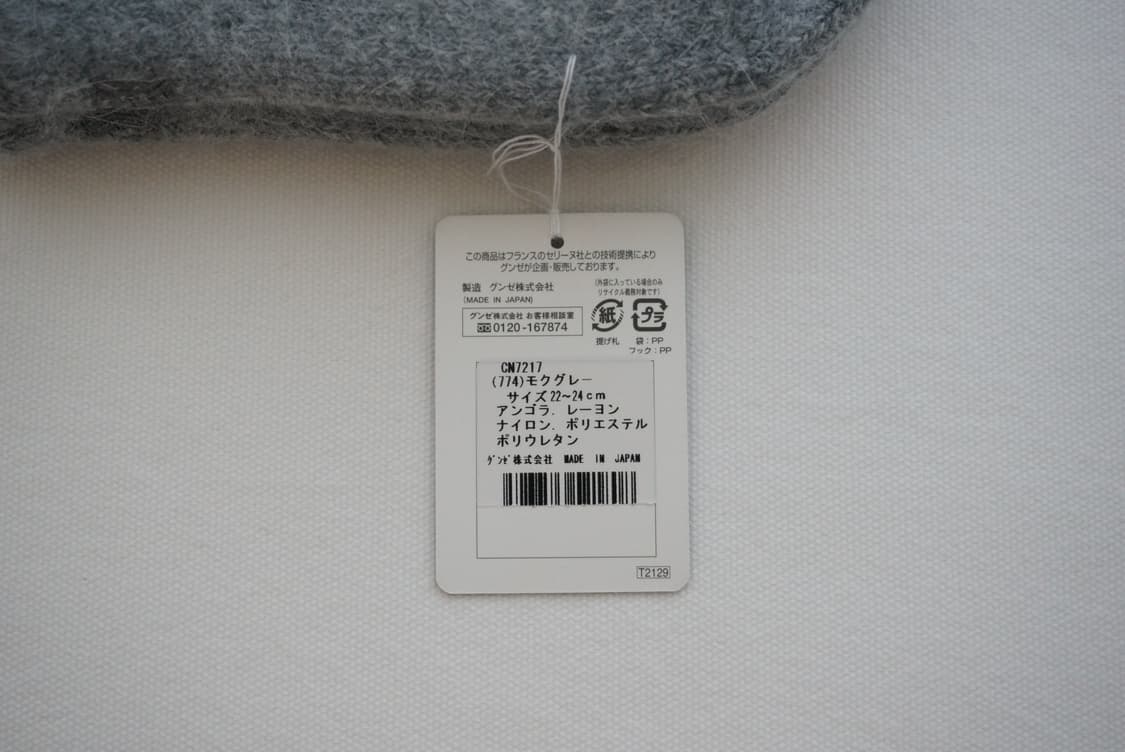 この商品はフランスのセリーヌ社との技術提携により
グンゼが企画・販売しております。
製造 グンゼ株式会社
(MADE IN JAPAN)
グンゼ株式会社 お客様相談室
0120-167874
(外袋に入っている場合のみ
リサイクル義務対象です)
紙
プラ
提げ札
袋:PP
フック:PP
CN7217
(774)モクグレー
サイズ22～24cm
アンゴラ. レーヨン
ナイロン. ポリエステル
ポリウレタン
グンゼ株式会社 MADE IN JAPAN
T2129